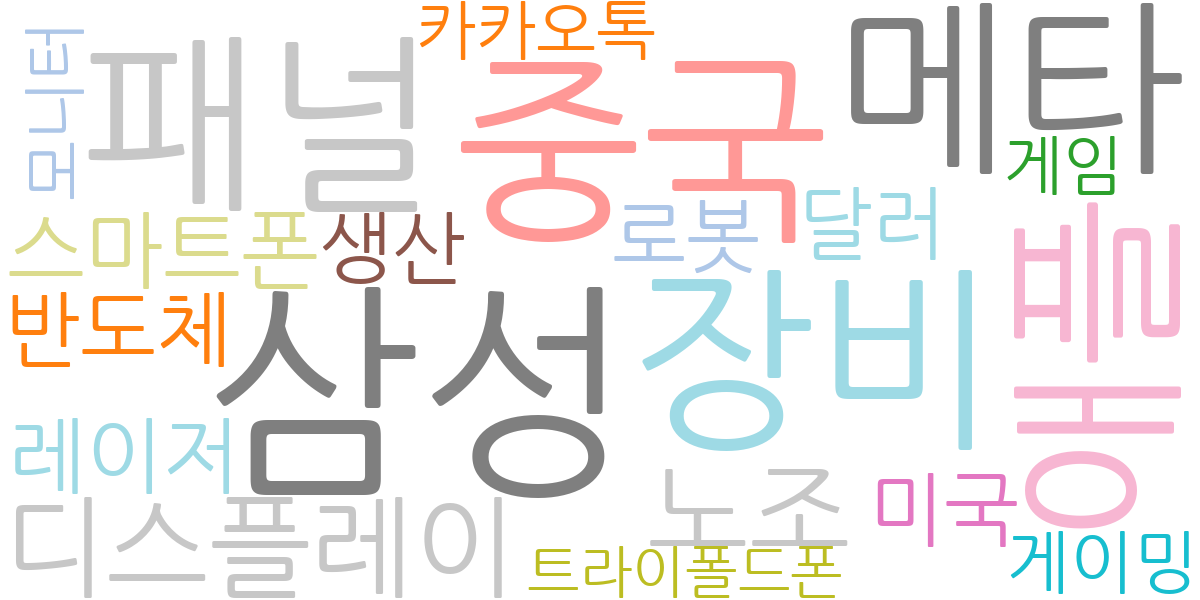 카카오톡
모니터
패널
중국
메타
게임
스마트폰
생산
로봇
달러
애플
반도체
삼성
장비
레이저
디스플레이
노조
미국
트라이폴드폰
게이밍